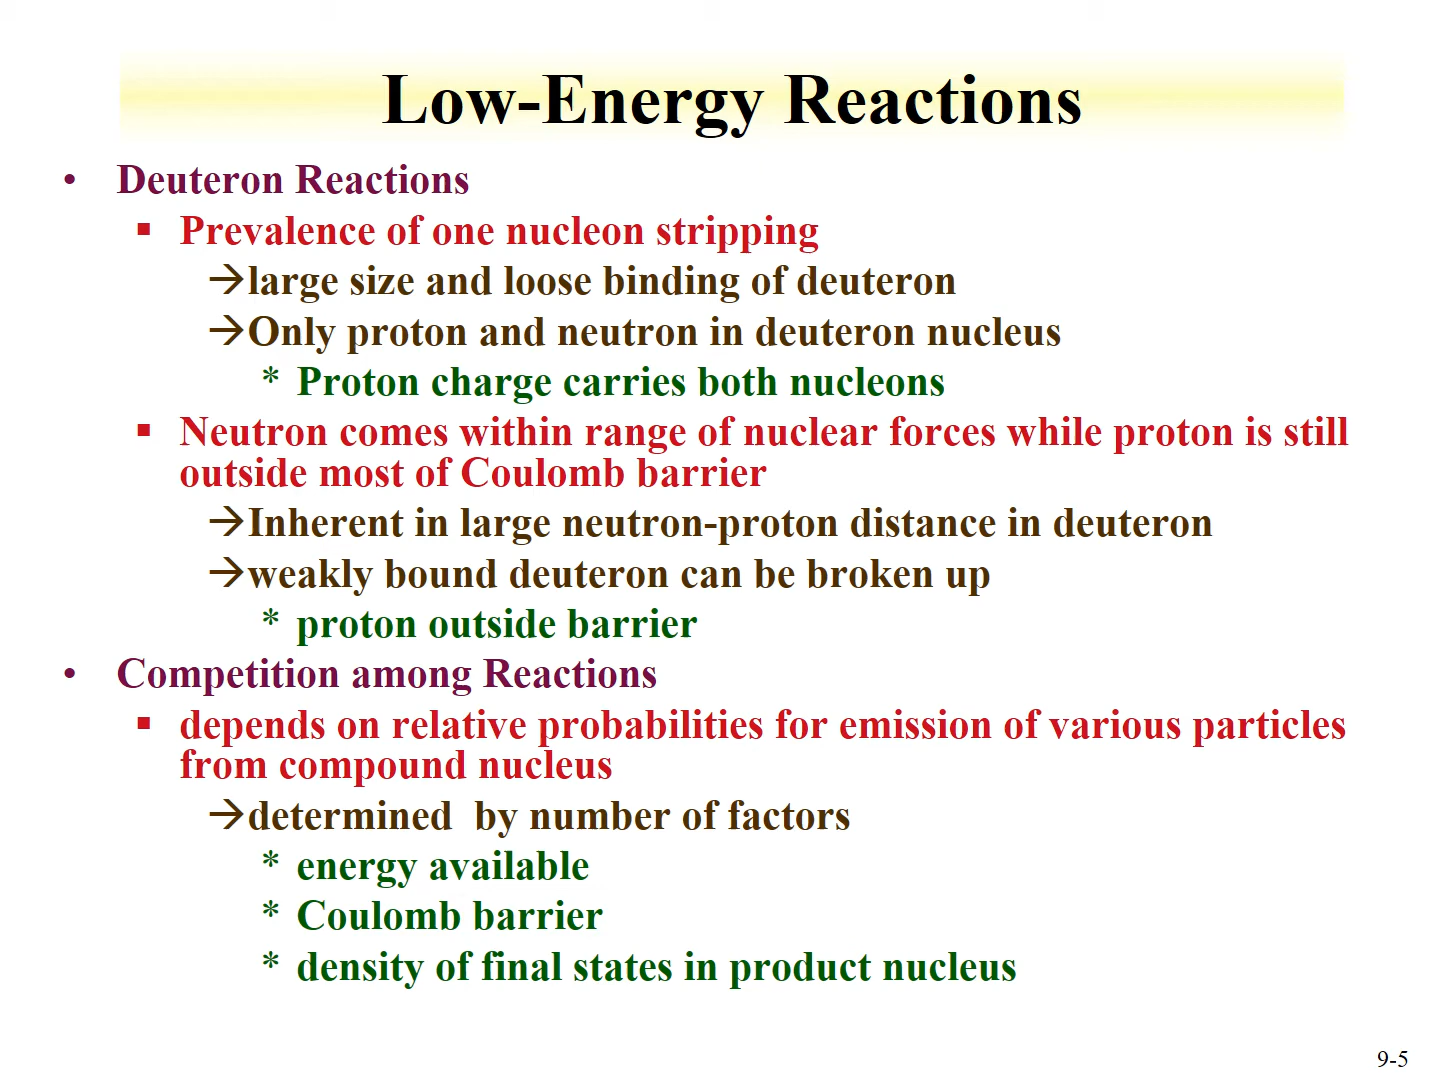 Low-Energy Reactions
• Deuteron Reactions
▪ Prevalence of one nucleon stripping
→large size and loose binding of deuteron
→Only proton and neutron in deuteron nucleus
* Proton charge carries both nucleons
▪ Neutron comes within range of nuclear forces while proton is still
outside most of Coulomb barrier
→Inherent in large neutron-proton distance in deuteron
→weakly bound deuteron can be broken up
* proton outside barrier
• Competition among Reactions
▪ depends on relative probabilities for emission of various particles
from compound nucleus
→determined  by number of factors
* energy available
* Coulomb barrier
* density of final states in product nucleus
9-5